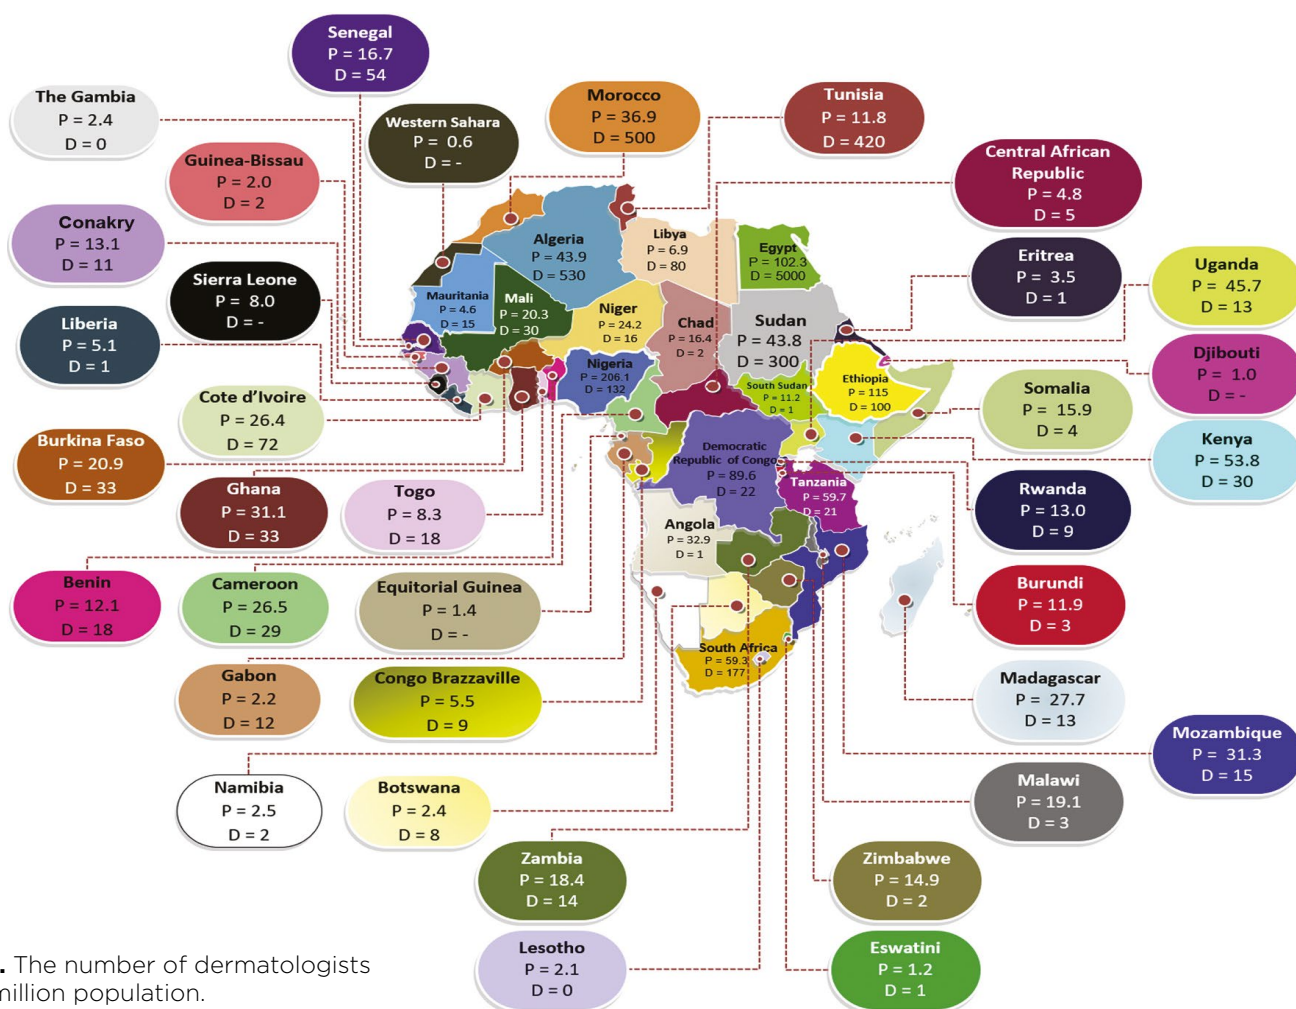 Senegal
P = 16.7
D = 54
The Gambia
P = 2.4
D = 0
Western Sahara
P = 0.6
D = -
Morocco
P = 36.9
D = 500
Tunisia
P = 11.8
D = 420
Guinea-Bissau
P = 2.0
D = 2
Central African
Republic
P = 4.8
D = 5
Conakry
P = 13.1
D = 11
Algeria
P = 43.9
D = 530
Libya
P = 6.9
D = 80
Egypt
P = 102.3
D = 5000
Eritrea
P = 3.5
D = 1
Uganda
P = 45.7
D = 13
Sierra Leone
P = 8.0
D = -
Mauritania
P = 4.6
D = 15
Mali
P = 20.3
D = 30
Niger
P = 24.2
D = 16
Chad
P = 16.4
D = 2
Sudan
P = 43.8
D = 300
Liberia
P = 5.1
D = 1
Nigeria
P = 206.1
D = 132
South Sudan
P = 11.2
D = 1
Ethiopia
P = 115
D = 100
Djibouti
P = 1.0
D = -
Somalia
P = 15.9
D = 4
Cote d'Ivoire
P = 26.4
D = 72
Burkina Faso
P = 20.9
D = 33
Democratic
Republic of Congo
P = 89.6
D = 22
Kenya
P = 53.8
D = 30
Ghana
P = 31.1
D = 33
Togo
P = 8.3
D = 18
Tanzania
P = 59.7
D = 21
Rwanda
P = 13.0
D = 9
Angola
P = 32.9
D = 1
Benin
P = 12.1
D = 18
Cameroon
P = 26.5
D = 29
Equitorial Guinea
P = 1.4
D = -
Burundi
P = 11.9
D = 3
South Africa
P = 59.3
D = 177
Gabon
P = 2.2
D = 12
Congo Brazzaville
P = 5.5
D = 9
Madagascar
P = 27.7
D = 13
Mozambique
P = 31.3
D = 15
Namibia
P = 2.5
D = 2
Botswana
P = 2.4
D = 8
Malawi
P = 19.1
D = 3
Zambia
P = 18.4
D = 14
Zimbabwe
P = 14.9
D = 2
Lesotho
P = 2.1
D = 0
Eswatini
P = 1.2
D = 1
. The number of dermatologists
million population.